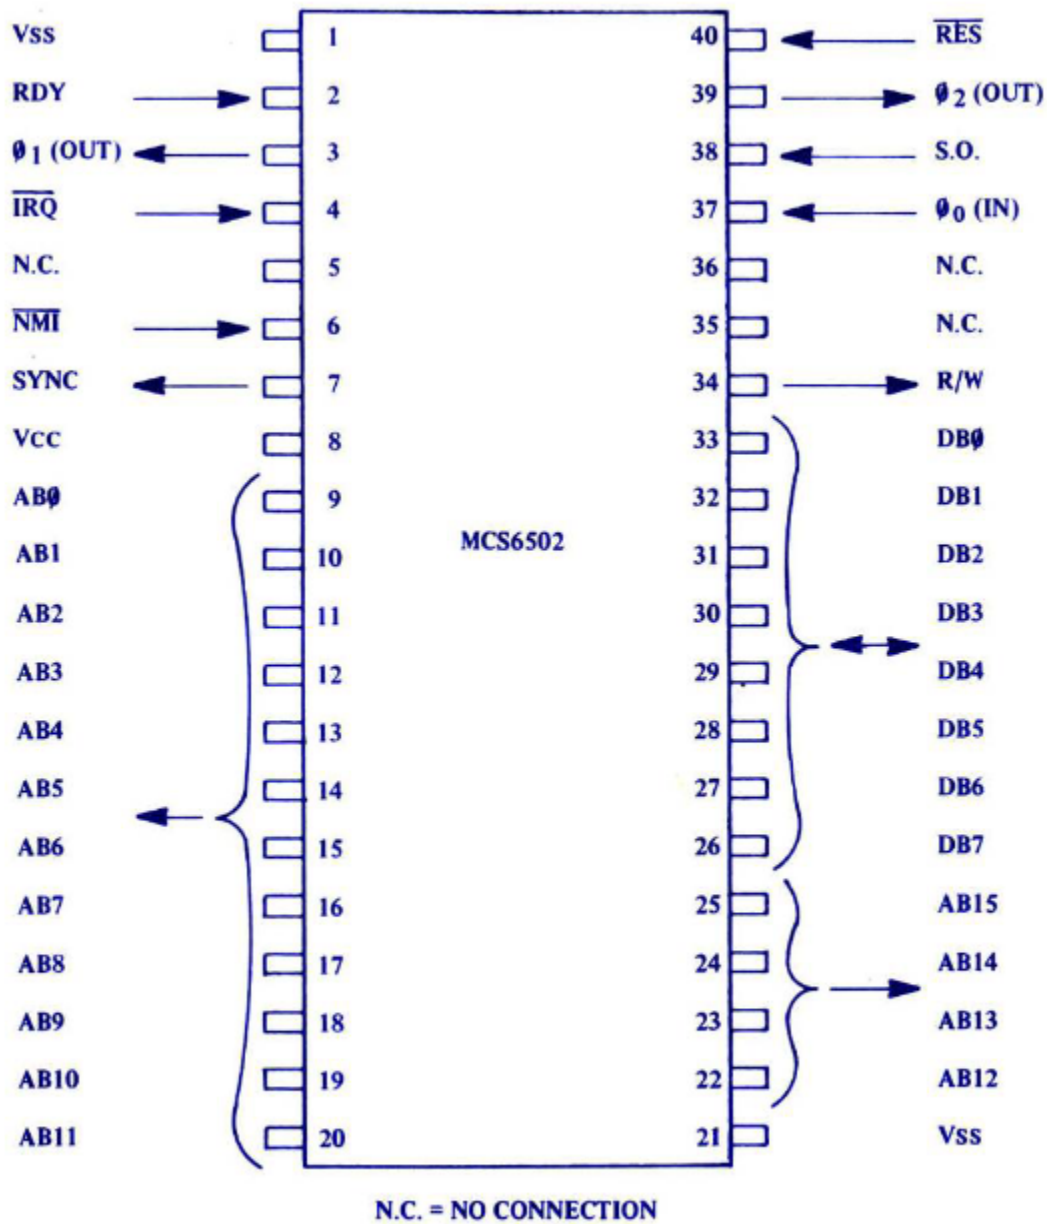 VSS 1 40 RES
RDY 2 39 ø2 (OUT)
ø1 (OUT) 3 38 S.O.
IRQ 4 37 ø0 (IN)
N.C. 5 36 N.C.
NMI 6 35 N.C.
SYNC 7 34 R/W
VCC 8 33 DBø
ABø 9 32 DB1
MCS6502
AB1 10 31 DB2
AB2 11 30 DB3
AB3 12 29 DB4
AB4 13 28 DB5
AB5 14 27 DB6
AB6 15 26 DB7
AB7 16 25 AB15
AB8 17 24 AB14
AB9 18 23 AB13
AB10 19 22 AB12
AB11 20 21 VSS
N.C. = NO CONNECTION